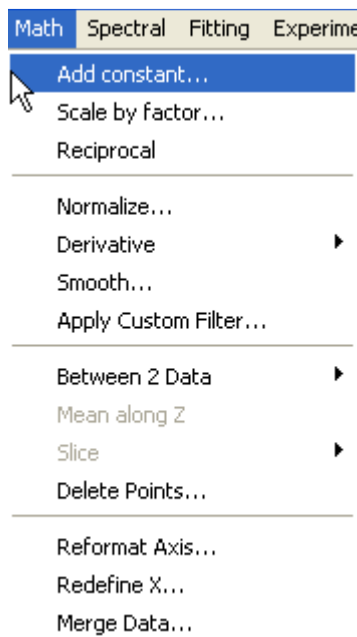 Math Spectral Fitting Experime
Add constant...
Scale by factor...
Reciprocal
Normalize...
Derivative
Smooth...
Apply Custom Filter...
Between 2 Data
Mean along Z
Slice
Delete Points...
Reformat Axis...
Redefine X...
Merge Data...